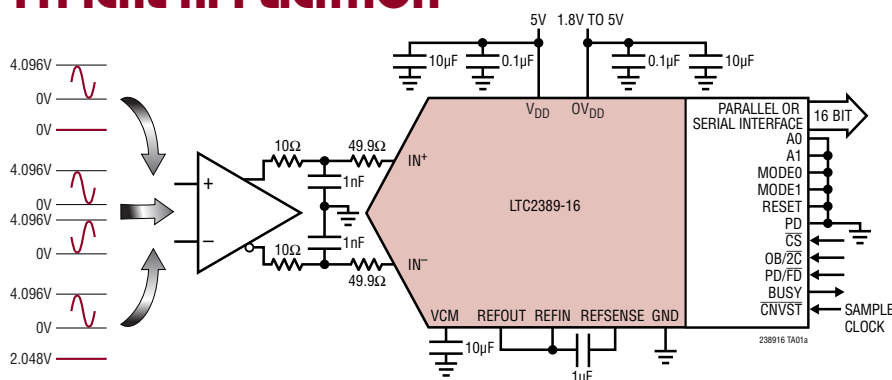 TYPICAL APPLICATION
5V 1.8V TO 5V
10µF 0.1µF 0.1µF 10µF
4.096V
0V
0V
4.096V
0V
4.096V
0V
4.096V
0V
2.048V
+
–
10Ω 49.9Ω
1nF
1nF
10Ω 49.9Ω
VDD OVDD
IN+
IN–
LTC2389-16
VCM REFOUT REFIN REFSENSE GND
10µF
1µF
PARALLEL OR
SERIAL INTERFACE
16 BIT
A0
A1
MODE0
MODE1
RESET
PD
CS
OB/2C
PD/FD
BUSY
CNVST
SAMPLE
CLOCK
238916 TA01a